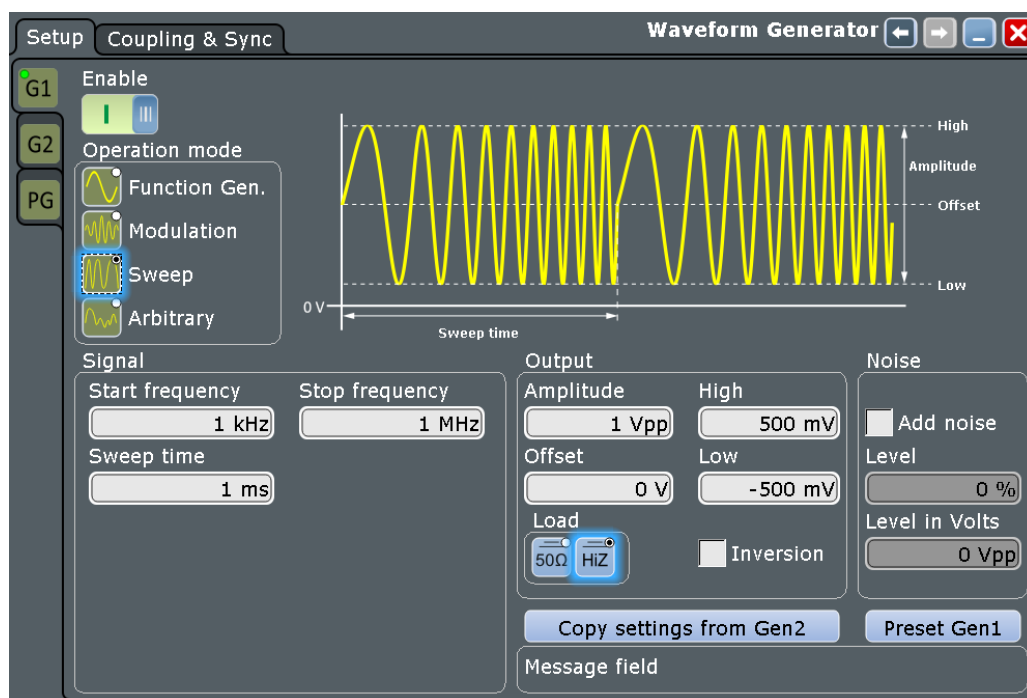 Setup Coupling & Sync Waveform Generator
G1
G2
PG
Enable
I
Operation mode
Function Gen.
Modulation
Sweep
Arbitrary
High
Amplitude
Offset
Low
0 V
Sweep time
Signal
Start frequency Stop frequency
1 kHz 1 MHz
Sweep time
1 ms
Output
Amplitude High
1 Vpp 500 mV
Offset Low
0 V -500 mV
Load
50Ω HiZ
Inversion
Noise
Add noise
Level
0 %
Level in Volts
0 Vpp
Copy settings from Gen2 Preset Gen1
Message field